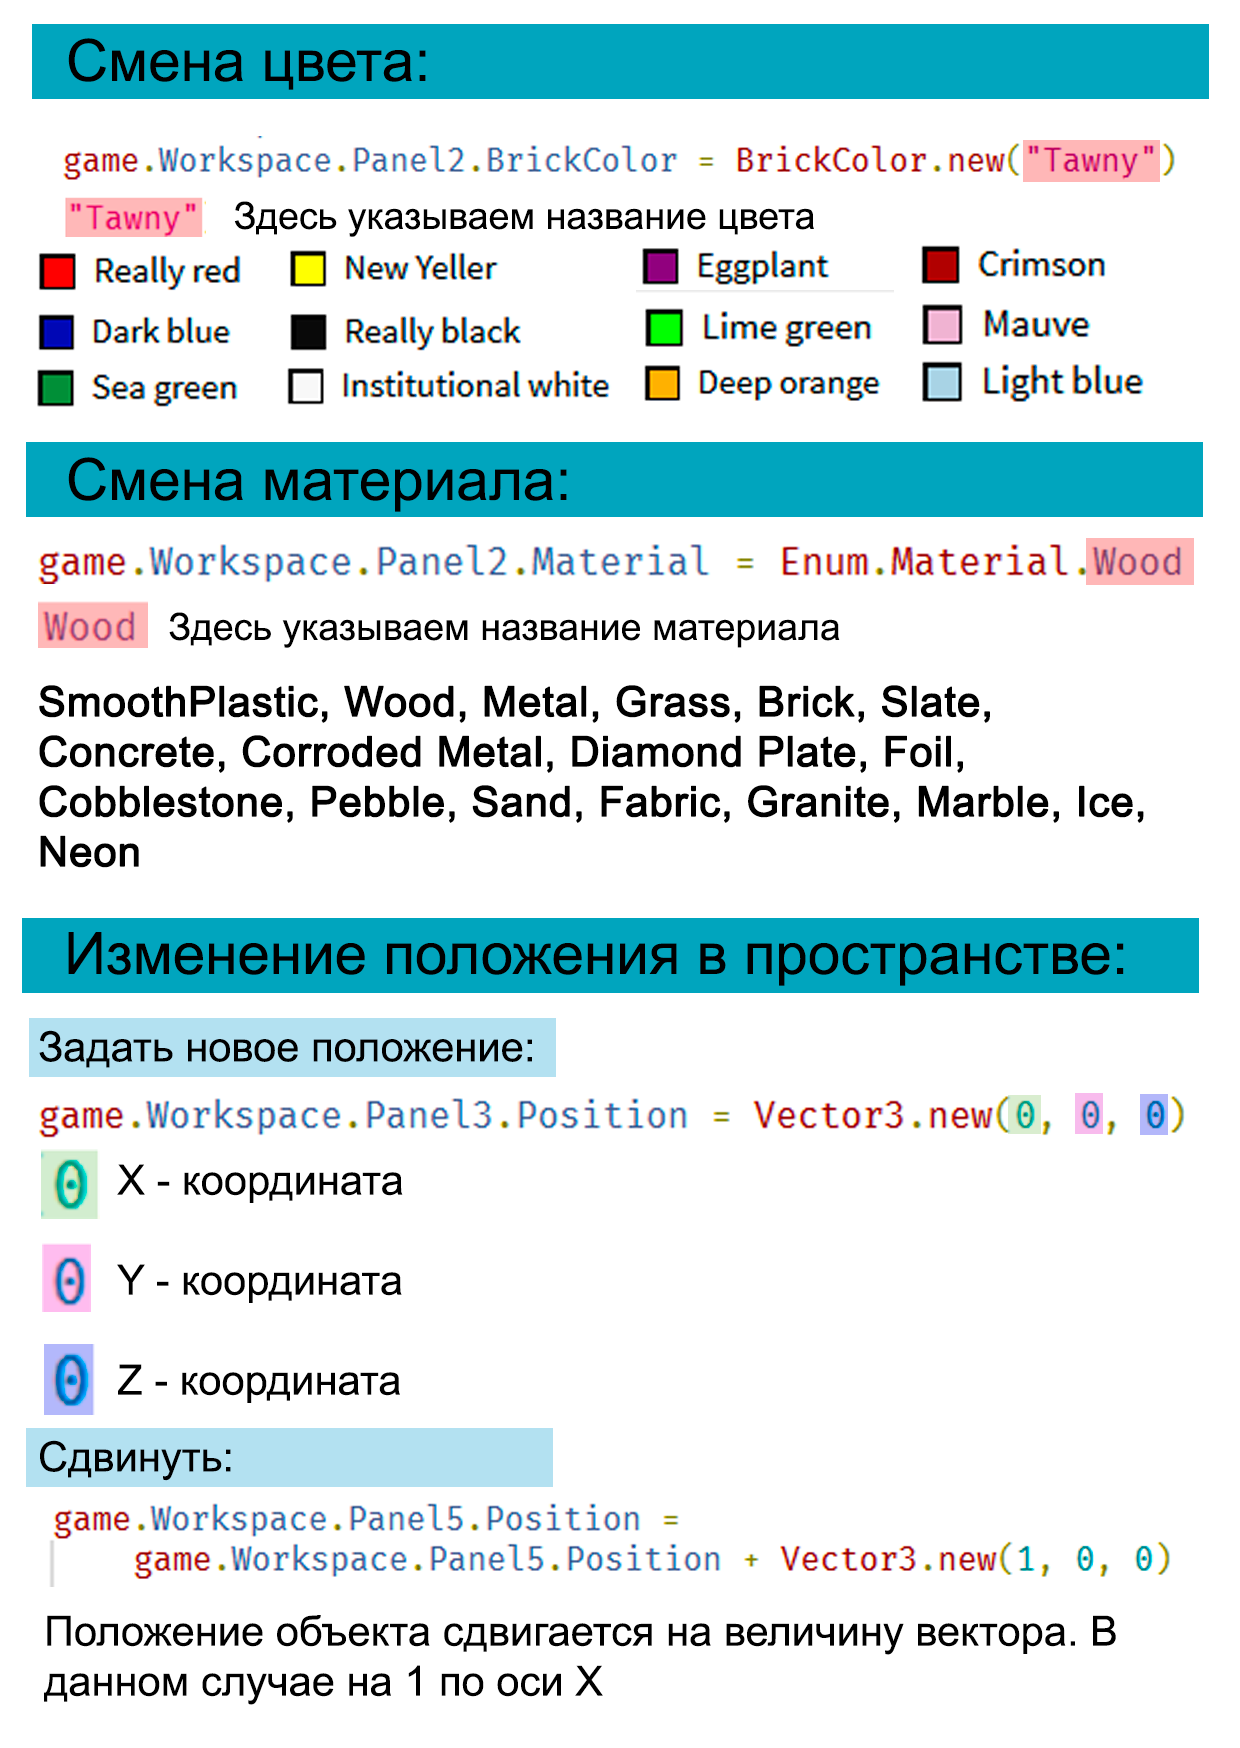 Смена цвета:
game.Workspace.Panel2.BrickColor = BrickColor.new("Tawny")
"Tawny" Здесь указываем название цвета
Really red New Yeller Eggplant Crimson
Dark blue Really black Lime green Mauve
Sea green Institutional white Deep orange Light blue
Смена материала:
game.Workspace.Panel2.Material = Enum.Material.Wood
Wood Здесь указываем название материала
SmoothPlastic, Wood, Metal, Grass, Brick, Slate,
Concrete, Corroded Metal, Diamond Plate, Foil,
Cobblestone, Pebble, Sand, Fabric, Granite, Marble, Ice,
Neon
Изменение положения в пространстве:
Задать новое положение:
game.Workspace.Panel3.Position = Vector3.new(0, 0, 0)
0 X - координата
0 Y - координата
0 Z - координата
Сдвинуть:
game.Workspace.Panel5.Position =
game.Workspace.Panel5.Position + Vector3.new(1, 0, 0)
Положение объекта сдвигается на величину вектора. В
данном случае на 1 по оси X